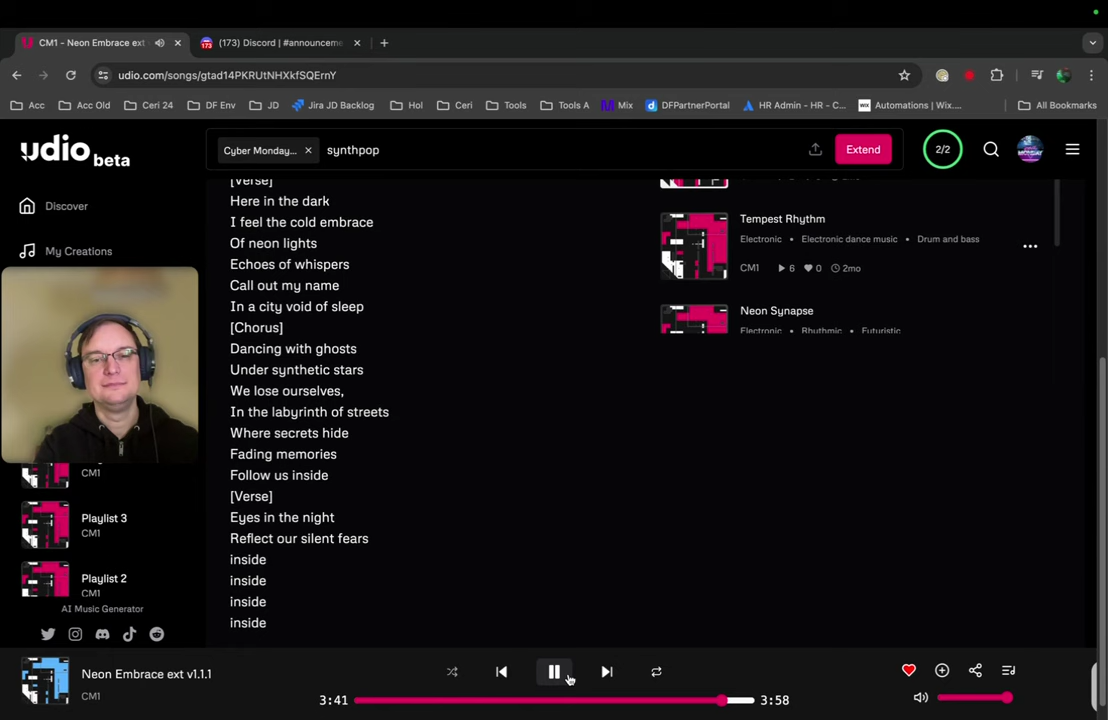 CM1 - Neon Embrace ext
(173) Discord | #announceme
udio.com/songs/gtad14PKRUtNHXkfSQErnY
Acc
Acc Old
Ceri 24
DF Env
JD
Jira JD Backlog
Hol
Ceri
Tools
Tools A
Mix
DFPartnerPortal
HR Admin - HR - C...
Automations | Wix....
All Bookmarks
udio beta
Cyber Monday...
synthpop
Extend
2/2
Discover
My Creations
[Verse]
Here in the dark
I feel the cold embrace
Of neon lights
Echoes of whispers
Call out my name
In a city void of sleep
[Chorus]
Dancing with ghosts
Under synthetic stars
We lose ourselves,
In the labyrinth of streets
Where secrets hide
Fading memories
Follow us inside
[Verse]
Eyes in the night
Reflect our silent fears
inside
inside
inside
inside
Tempest Rhythm
Electronic • Electronic dance music • Drum and bass
CM1 6 0 2mo
Neon Synapse
Electronic • Rhythmic • Futuristic
CM1
Playlist 3
CM1
Playlist 2
CM1
AI Music Generator
Neon Embrace ext v1.1.1
CM1
3:41
3:58